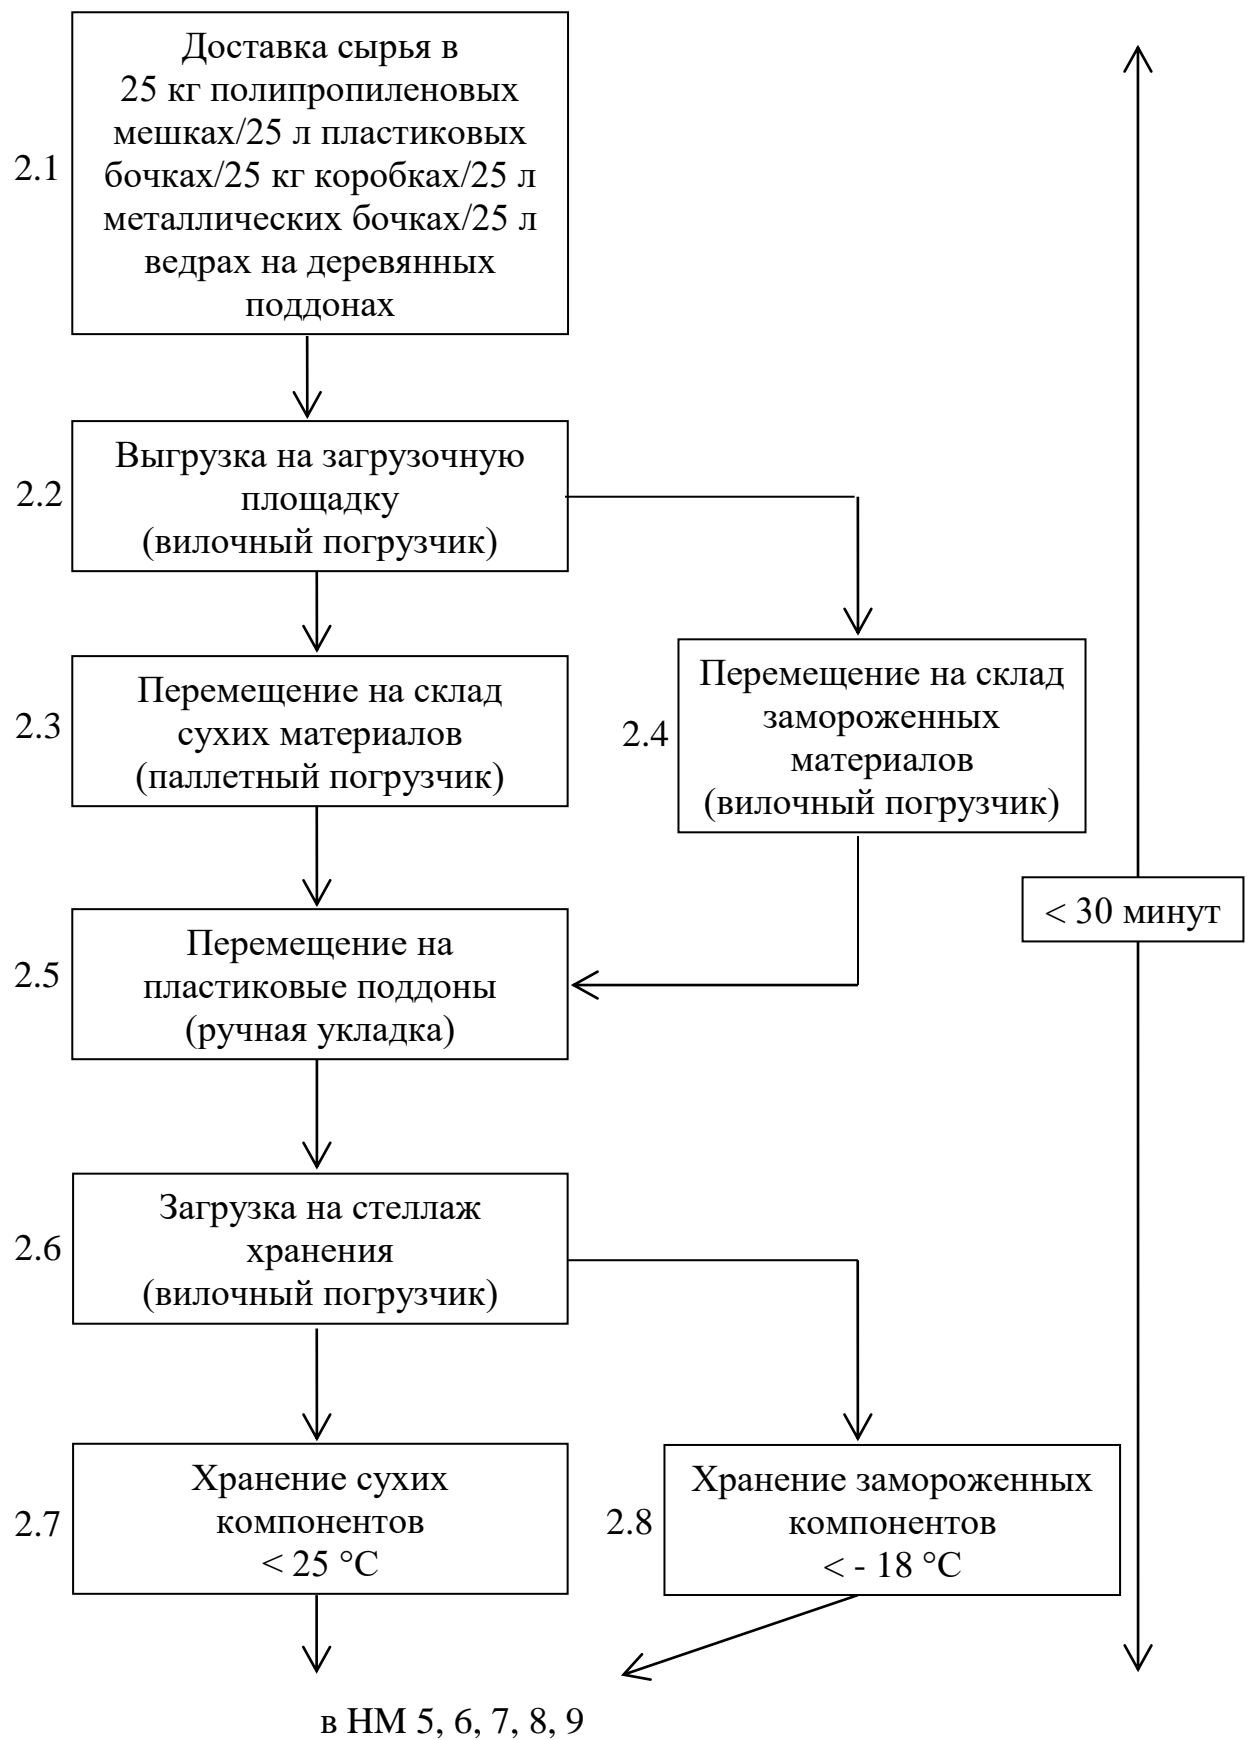 Доставка сырья в
25 кг полипропиленовых
мешках/25 л пластиковых
2.1
бочках/25 кг коробках/25 л
металлических бочках/25 л
ведрах на деревянных
поддонах
Выгрузка на загрузочную
2.2
площадку
(вилочный погрузчик)
Перемещение на склад
2.3
сухих материалов
(паллетный погрузчик)
Перемещение на склад
замороженных
2.4
материалов
(вилочный погрузчик)
< 30 минут
Перемещение на
2.5
пластиковые поддоны
(ручная укладка)
Загрузка на стеллаж
2.6
хранения
(вилочный погрузчик)
Хранение сухих
2.7
компонентов
< 25 °C
Хранение замороженных
2.8
компонентов
< - 18 °C
в НМ 5, 6, 7, 8, 9